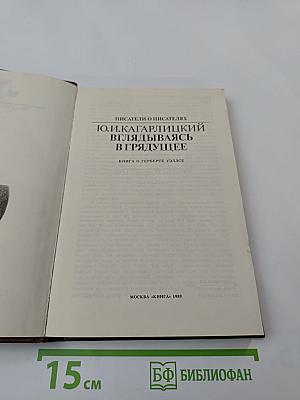 ПИСАТЕЛИ О ПИСАТЕЛЯХ
Ю.И.КАГАРЛИЦКИЙ
ВГЛЯДЫВАЯСЬ
В ГРЯДУЩЕЕ
КНИГА О ГЕРБЕРТЕ УЭЛЛСЕ
МОСКВА «КНИГА» 1989
15 см
БФ БИБЛИОФАН